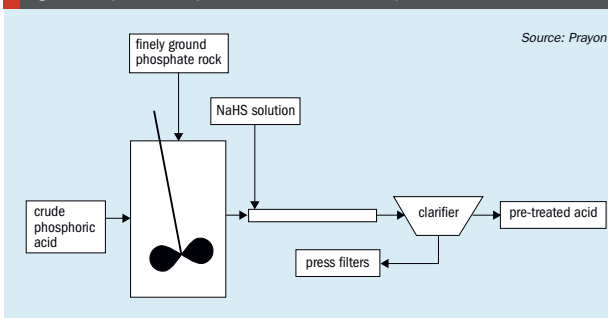 Source: Prayon
finely ground
phosphate rock
NaHS solution
crude
phosphoric
acid
clarifier
pre-treated acid
press filters